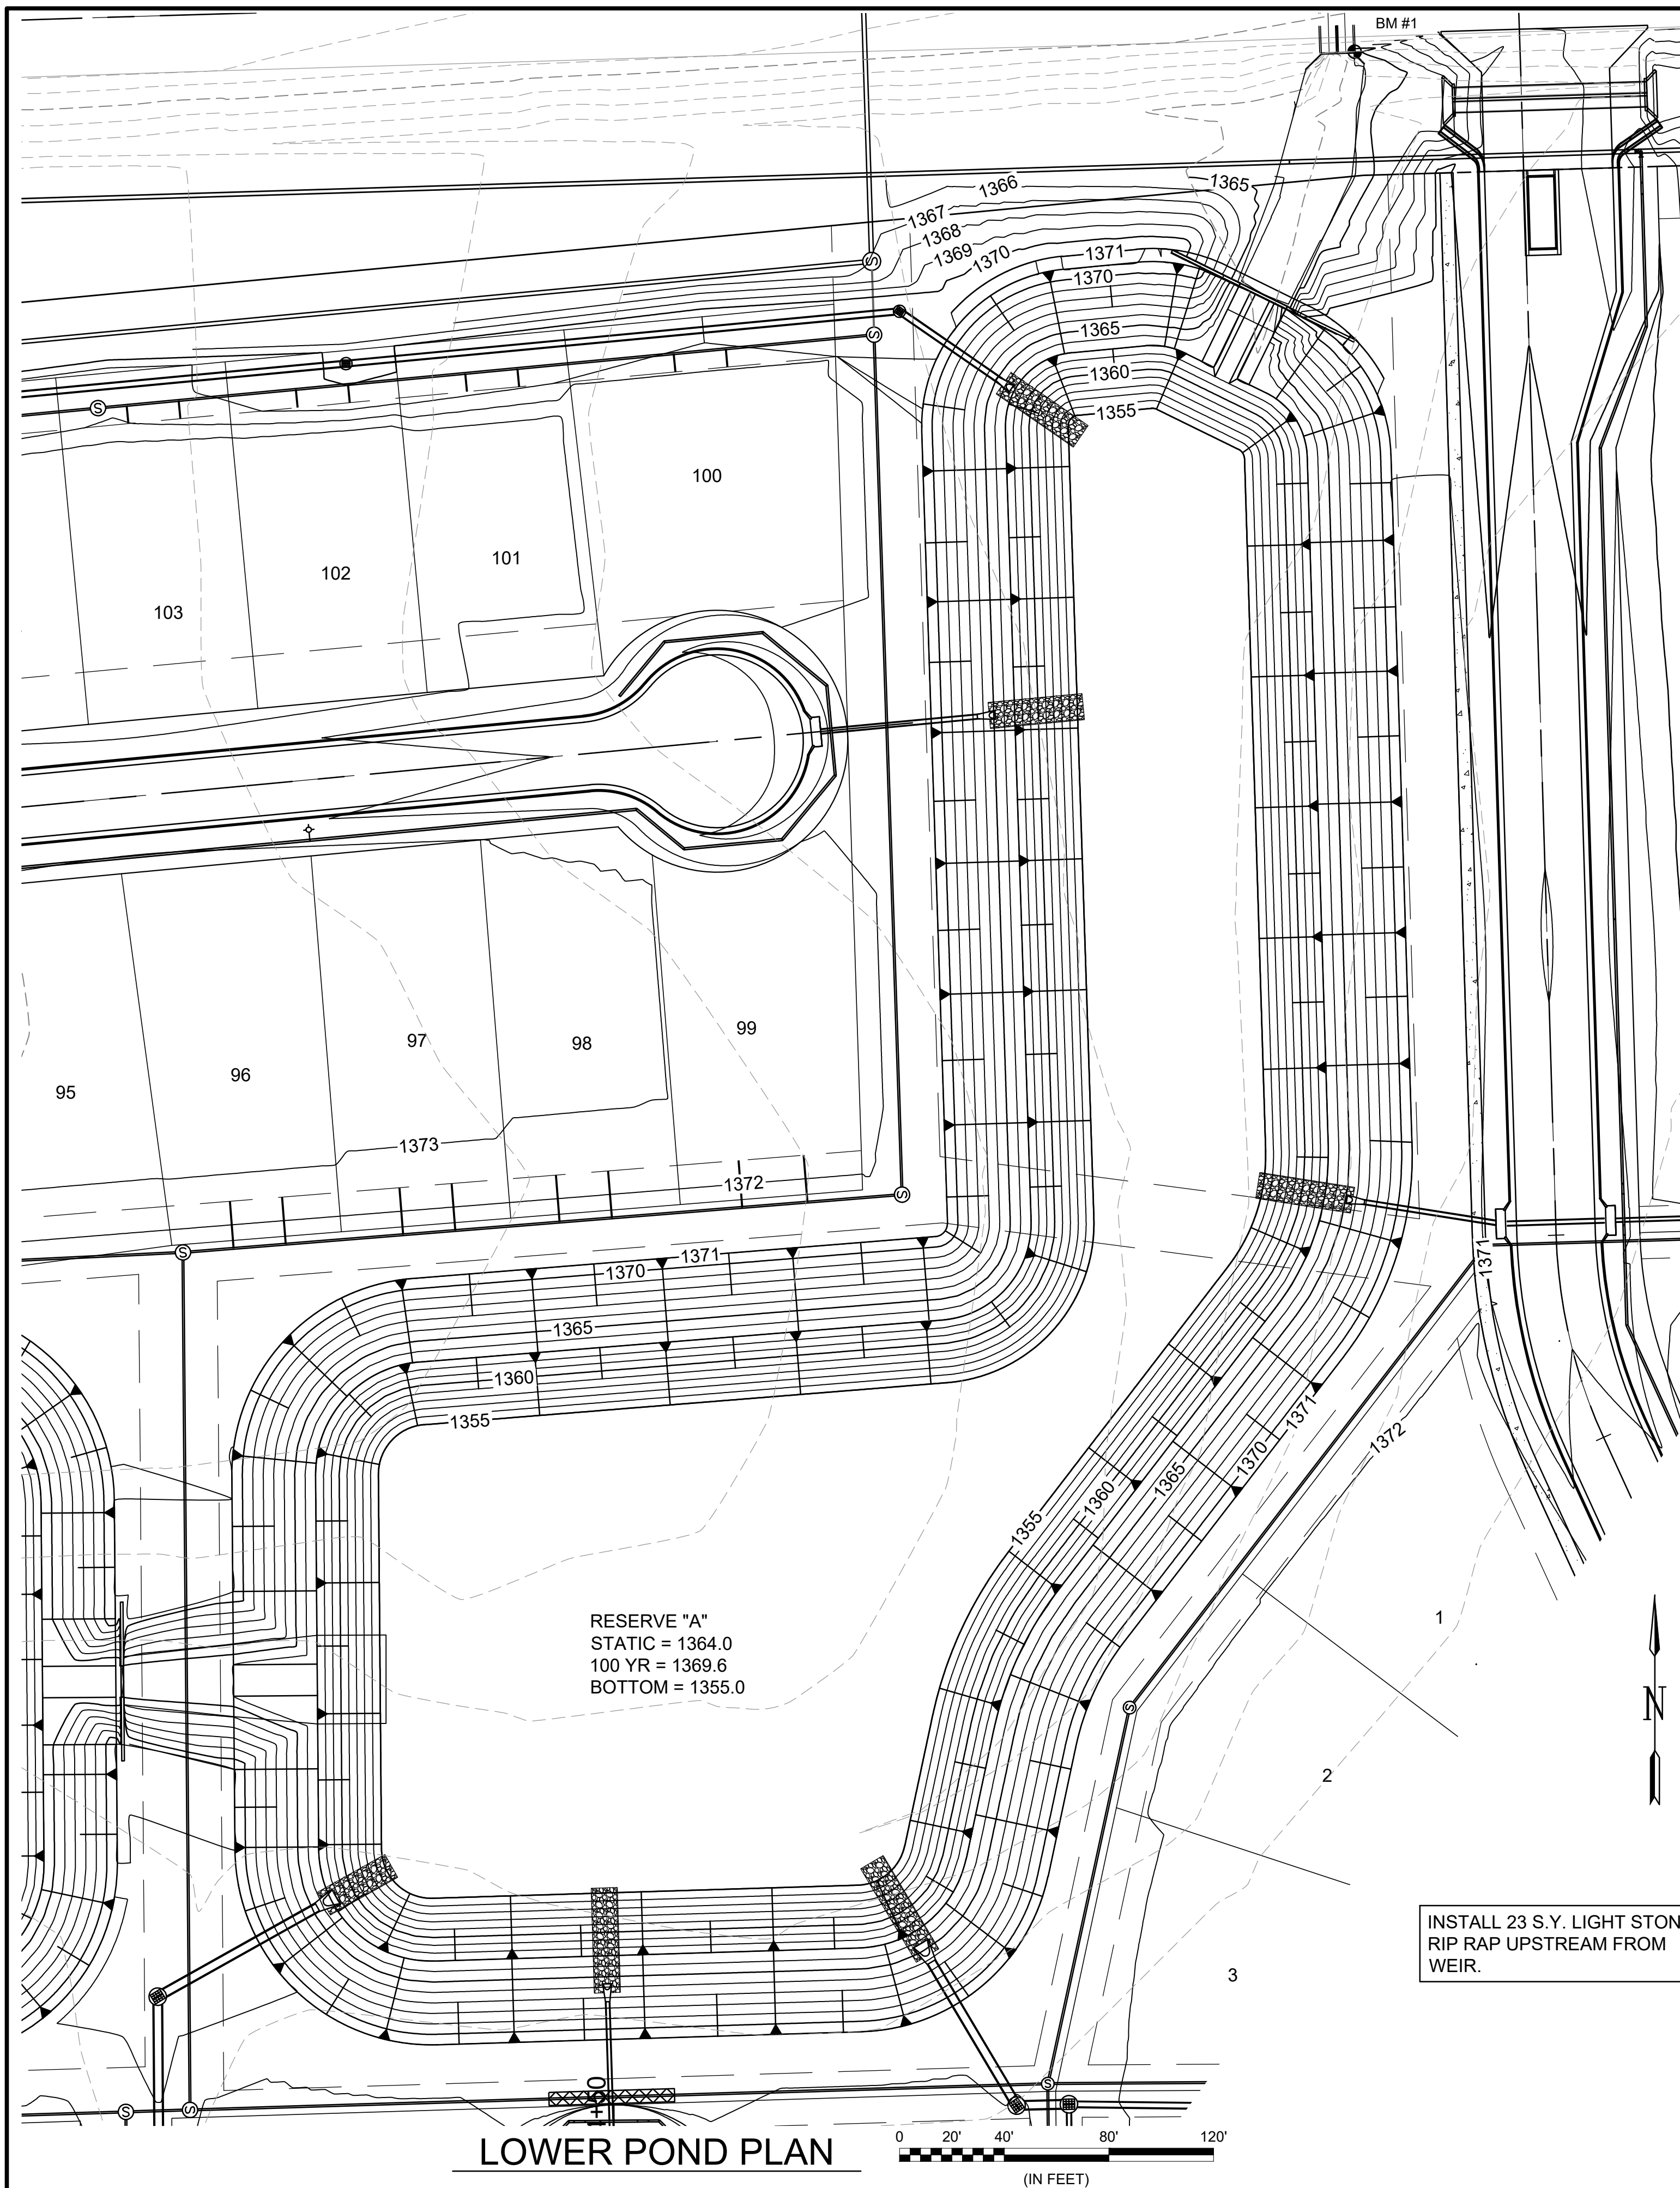 BM #1
1366
1365
1367
1368
1369
1370
1371
1370
1365
1360
1355
S
S
S
100
101
102
103
99
98
97
96
95
1373
1372
S
S
1371
1371
1370
1365
1360
1355
1371
1370
1372
1365
1360
1355
RESERVE "A"
STATIC = 1364.0
100 YR = 1369.6
BOTTOM = 1355.0
S
1
2
3
N
INSTALL 23 S.Y. LIGHT STON
RIP RAP UPSTREAM FROM
WEIR.
S
S
S
LOWER POND PLAN
0 20' 40' 80' 120'
(IN FEET)